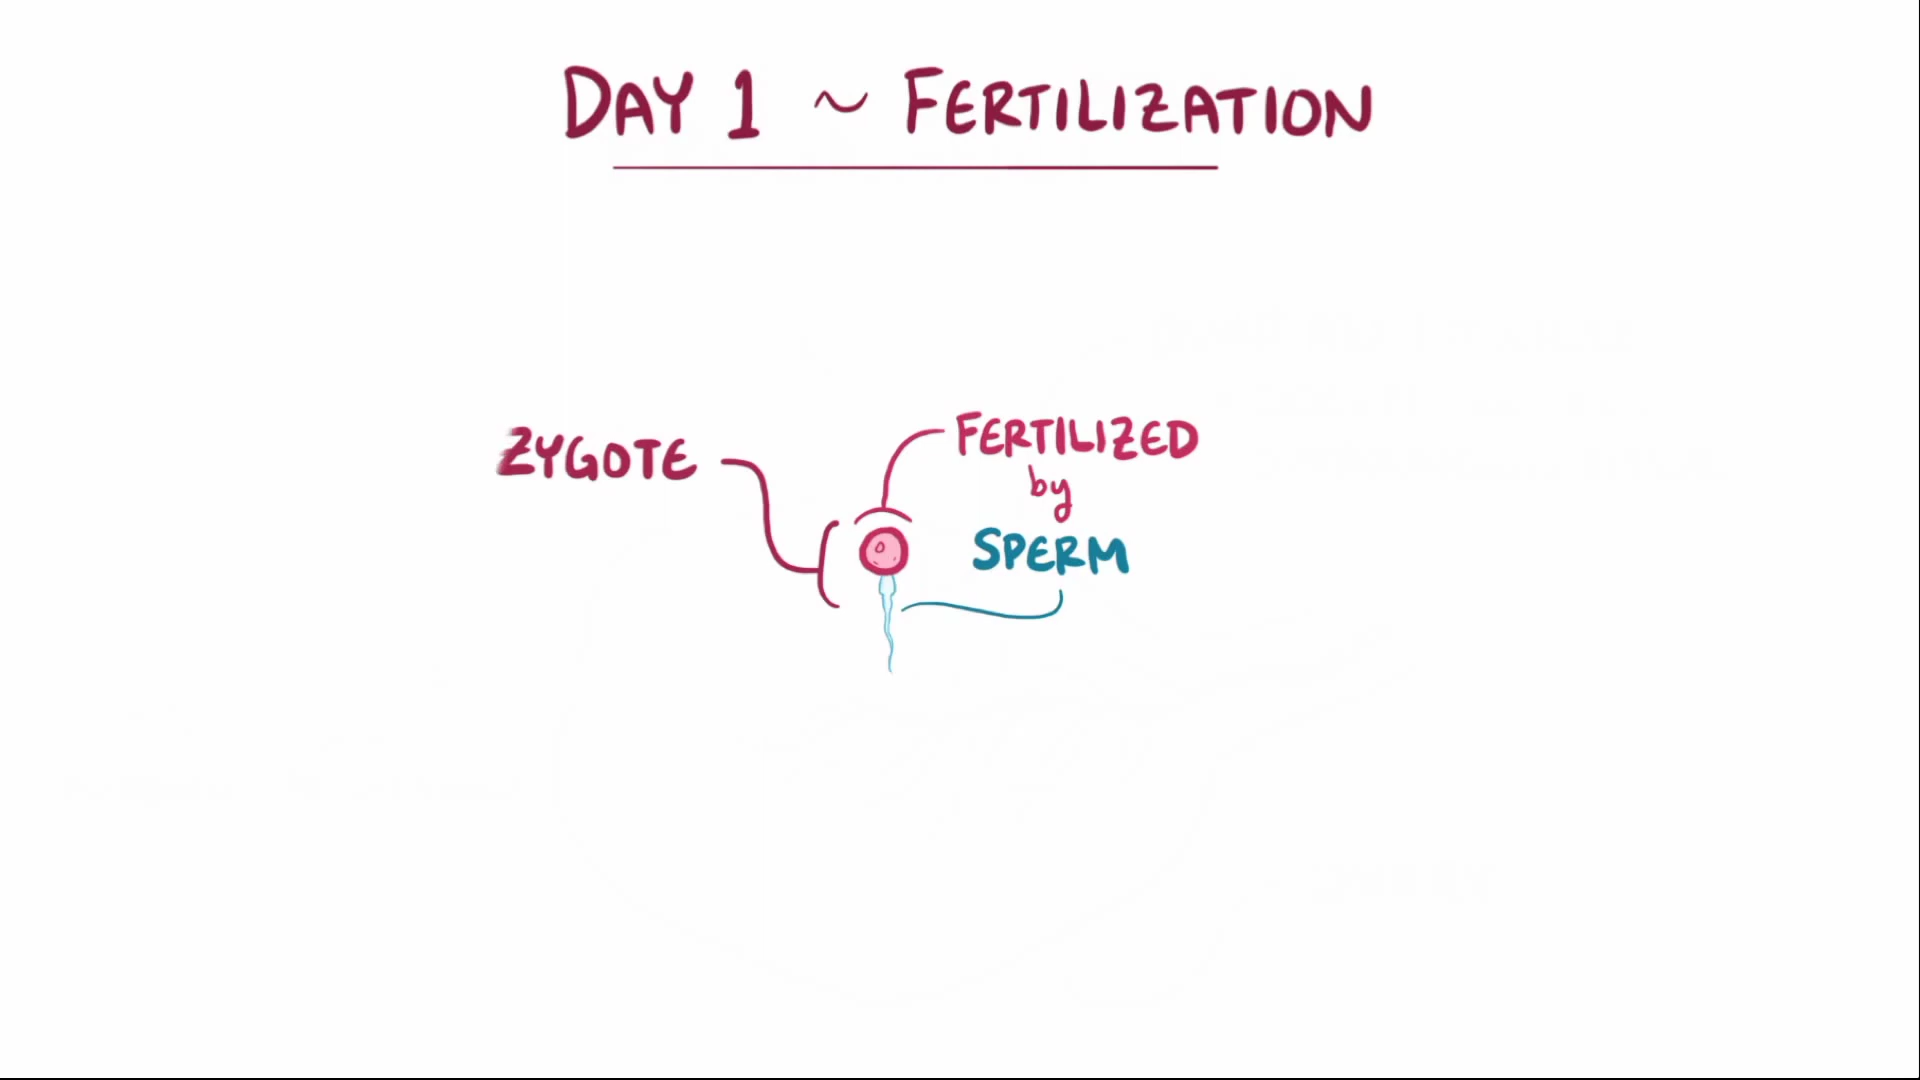 DAY 1 ~ FERTILIZATION
ZYGOTE
FERTILIZED
by
SPERM